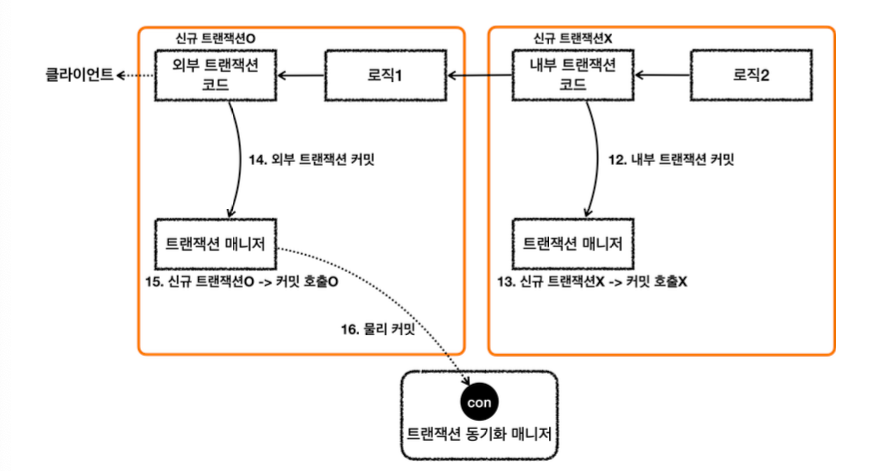 신규 트랜잭션O
신규 트랜잭션X
클라이언트
외부 트랜잭션
코드
로직1
내부 트랜잭션
코드
로직2
14. 외부 트랜잭션 커밋
12. 내부 트랜잭션 커밋
트랜잭션 매니저
트랜잭션 매니저
15. 신규 트랜잭션O -> 커밋 호출O
13. 신규 트랜잭션X -> 커밋 호출X
16. 물리 커밋
con
트랜잭션 동기화 매니저